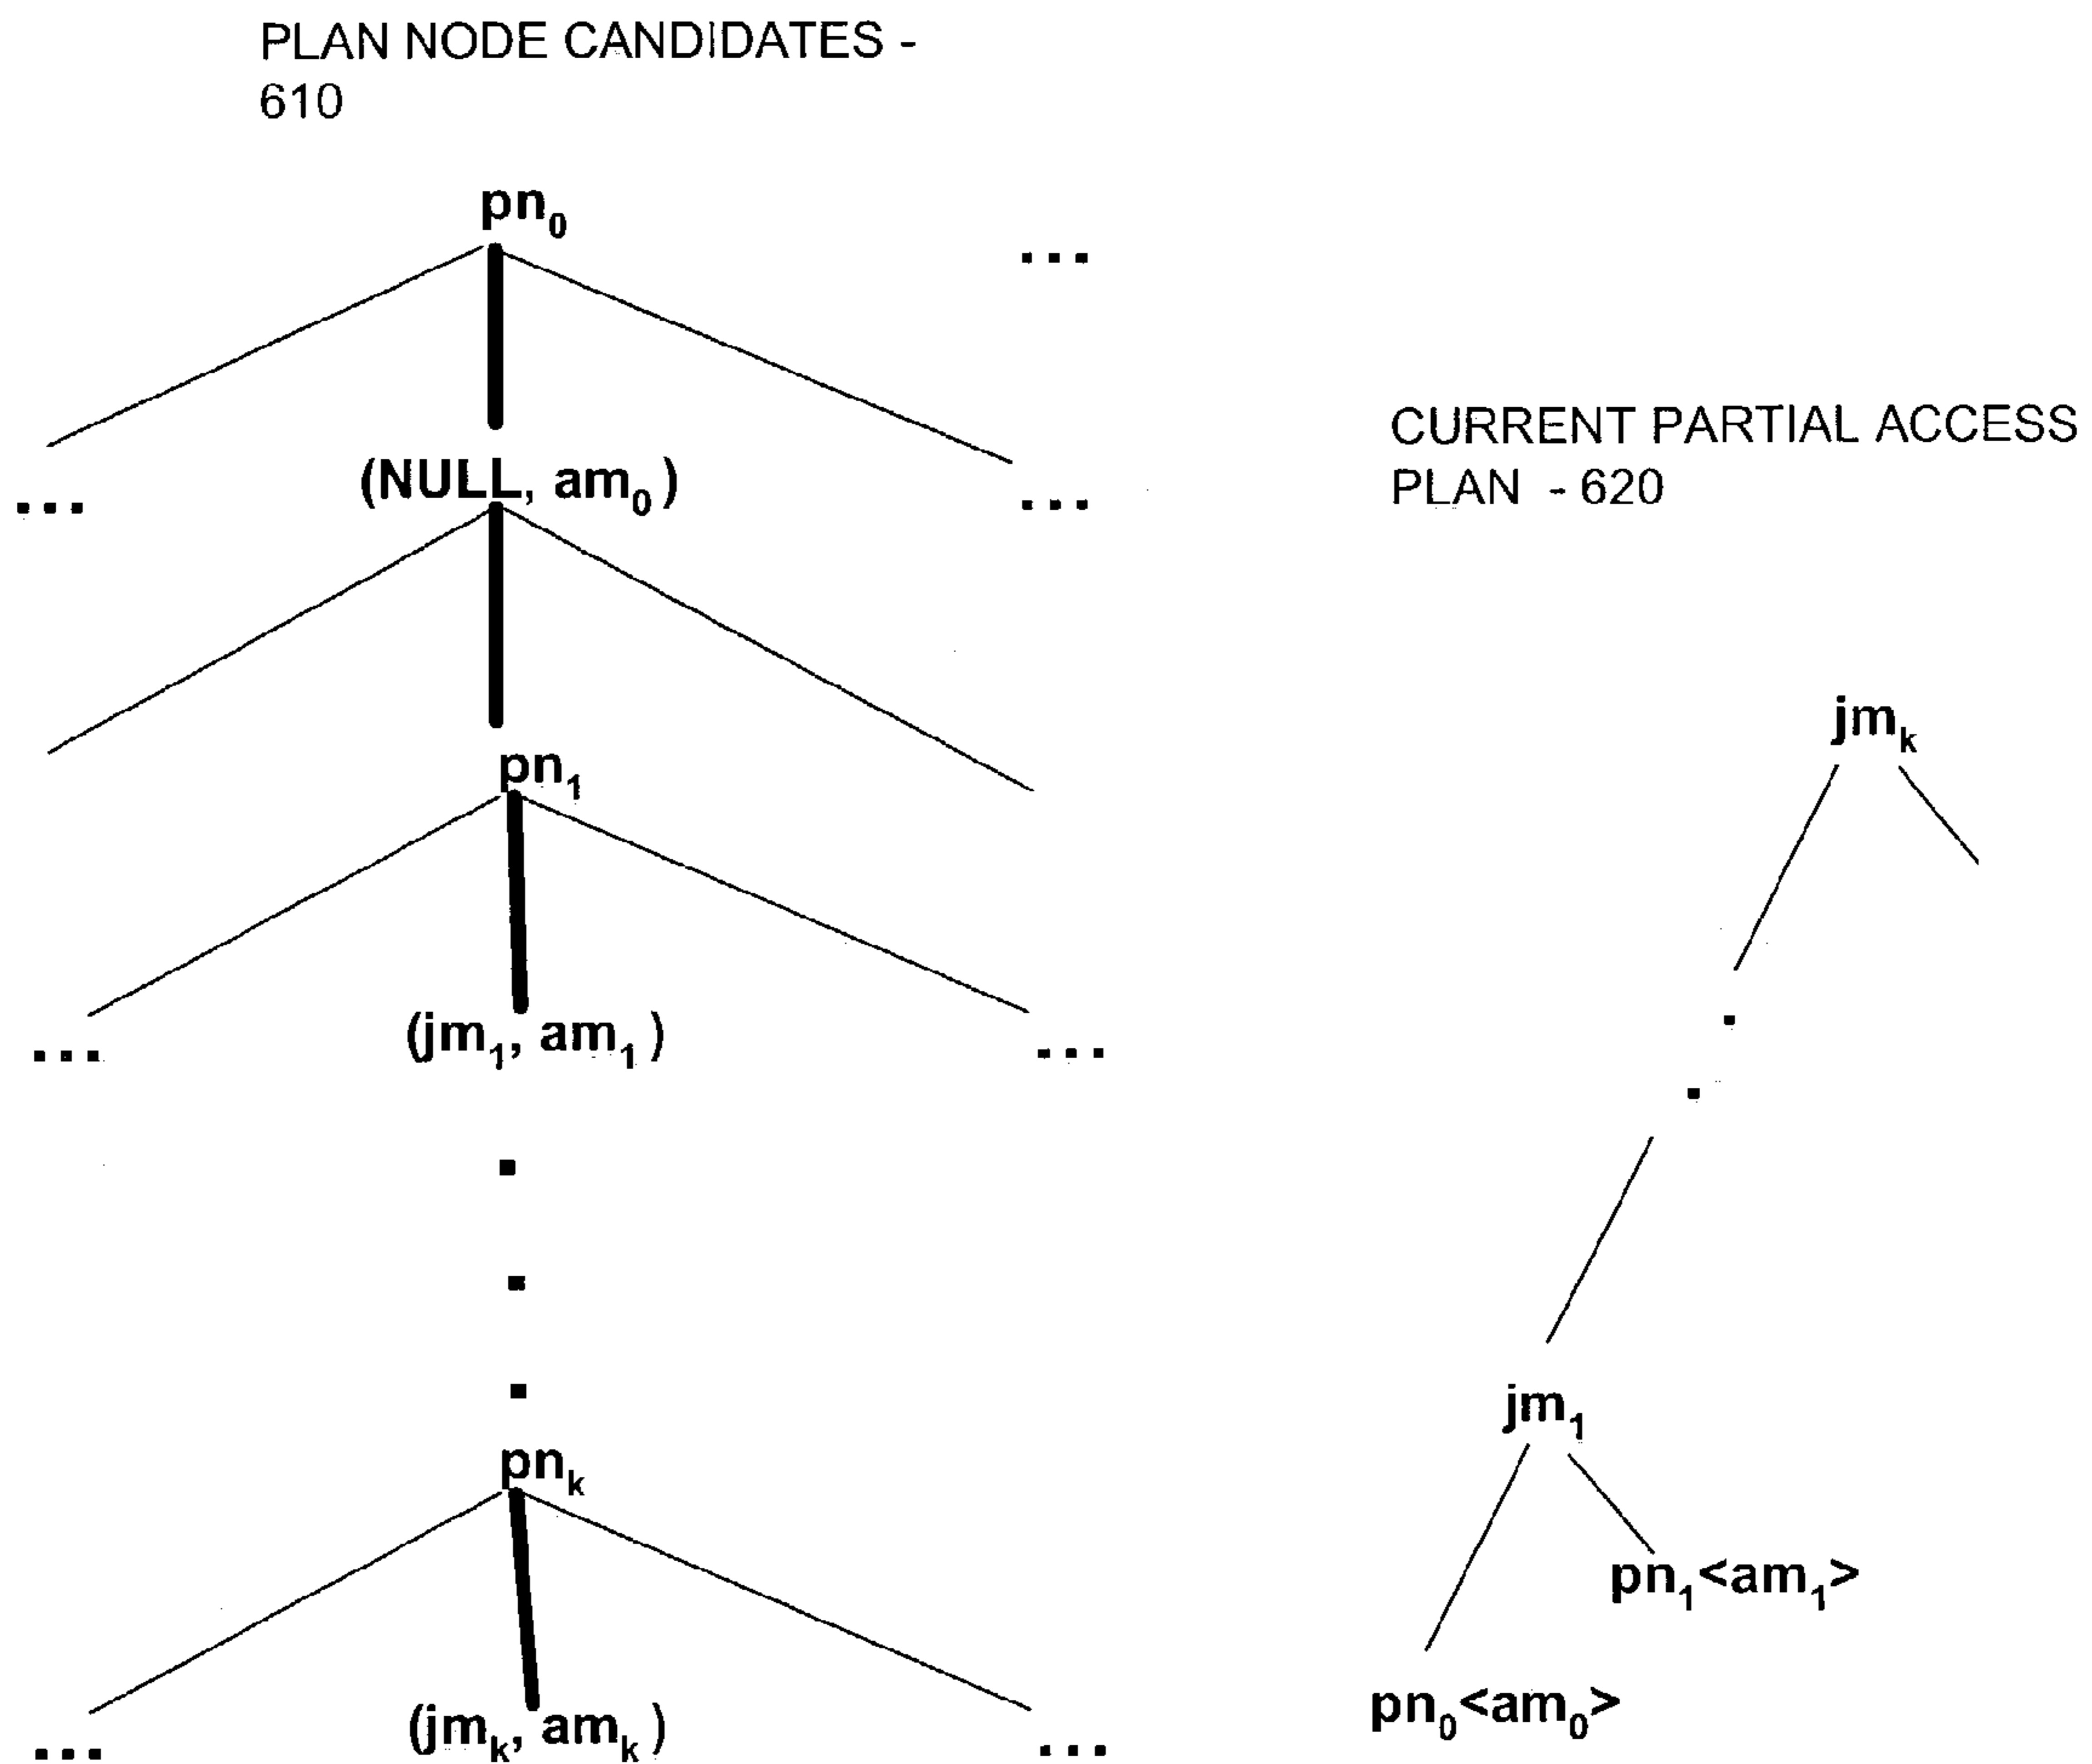 PLAN NODE CANDIDATES -
610
pn₀
...
(NULL, am₀)
... ...
pn₁
(jm₁, am₁)
... ...
pnₖ
(jmₖ, amₖ)
... ...
CURRENT PARTIAL ACCESS
PLAN - 620
jmₖ
jm₁
pn₁<am₁>
pn₀<am₀>